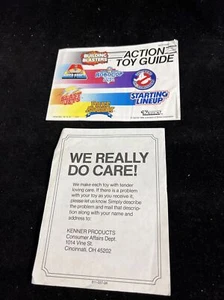 BUILDING
BLASTERS
ACTION
TOY GUIDE
ROBOCOP
STARTING
LINEUP
Kenner
WE REALLY
DO CARE!
We make each toy with tender
loving care. If there is a problem
with your toy as you receive it,
please let us know. Simply describe
the problem and mail that descrip-
tion along with your name and
address to:
KENNER PRODUCTS
Consumer Affairs Dept.
1014 Vine St.
Cincinnati, OH 45202